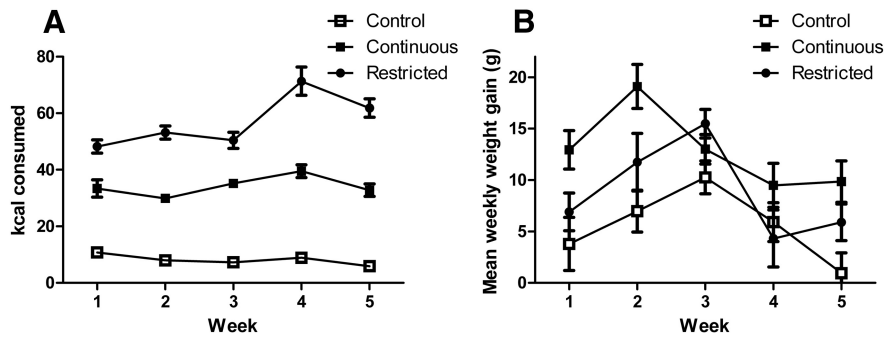 A
Control
Continuous
Restricted
kcal consumed
80
60
40
20
0
1 2 3 4 5
Week
B
Control
Continuous
Restricted
Mean weekly weight gain (g)
20
15
10
5
0
1 2 3 4 5
Week